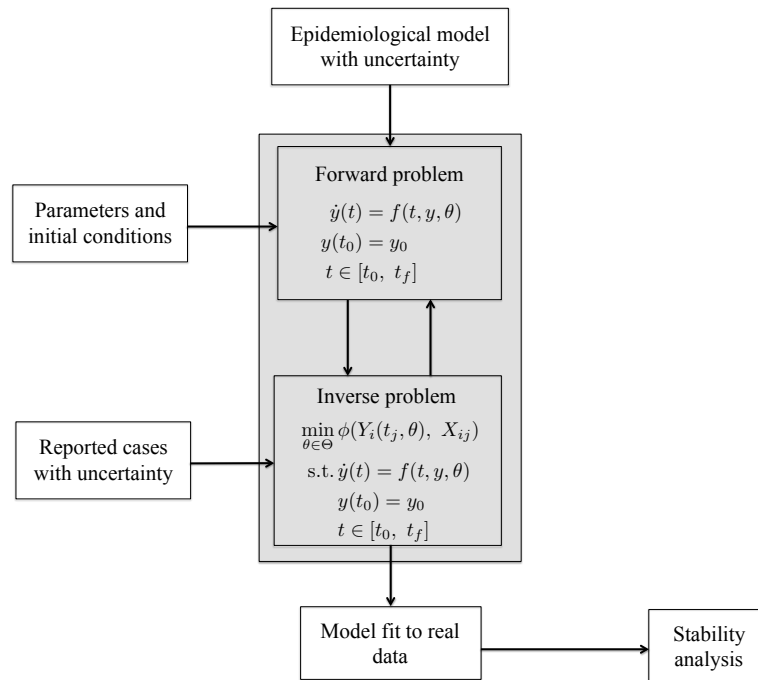 Epidemiological model
with uncertainty
Forward problem
ẏ(t) = f(t, y, θ)
y(t₀) = y₀
t ∈ [t₀, t_f]
Parameters and
initial conditions
Inverse problem
min ϕ(Y_i(t_j, θ), X_ij)
θ∈Θ
s.t. ẏ(t) = f(t, y, θ)
y(t₀) = y₀
t ∈ [t₀, t_f]
Reported cases
with uncertainty
Model fit to real
data
Stability
analysis